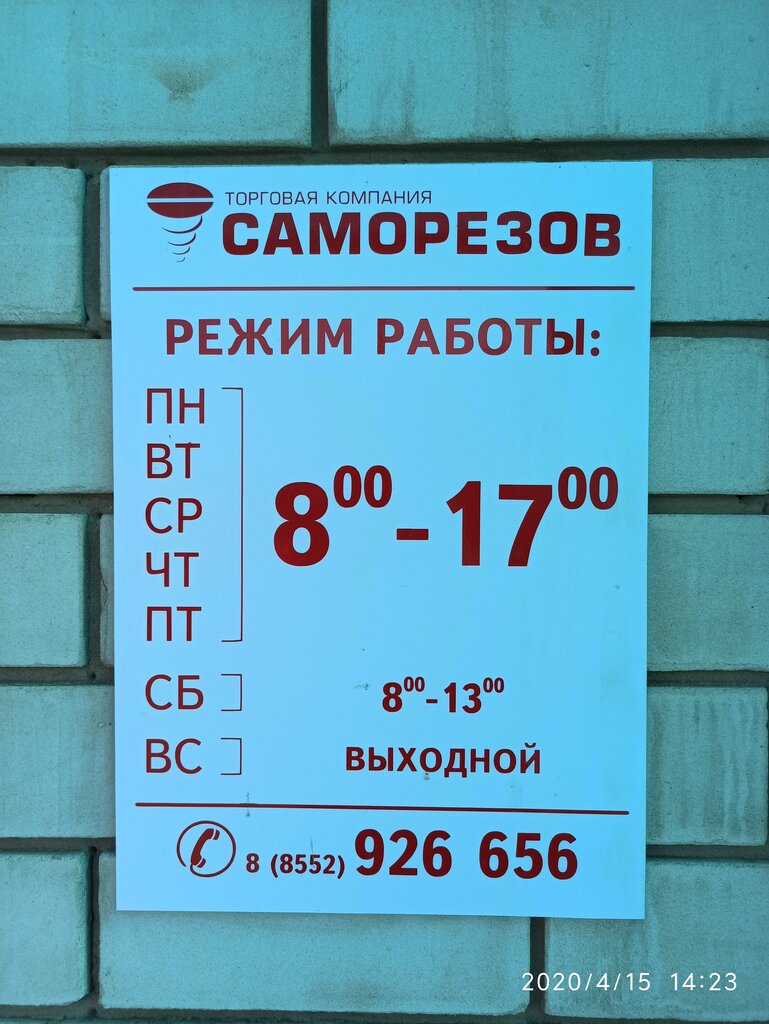 ТОРГОВАЯ КОМПАНИЯ
САМОРЕЗОВ
РЕЖИМ РАБОТЫ:
ПН
ВТ
СР
ЧТ
ПТ
8⁰⁰-17⁰⁰
СБ 8⁰⁰-13⁰⁰
ВС ВЫХОДНОЙ
8 (8552) 926 656
2020/4/15 14:23